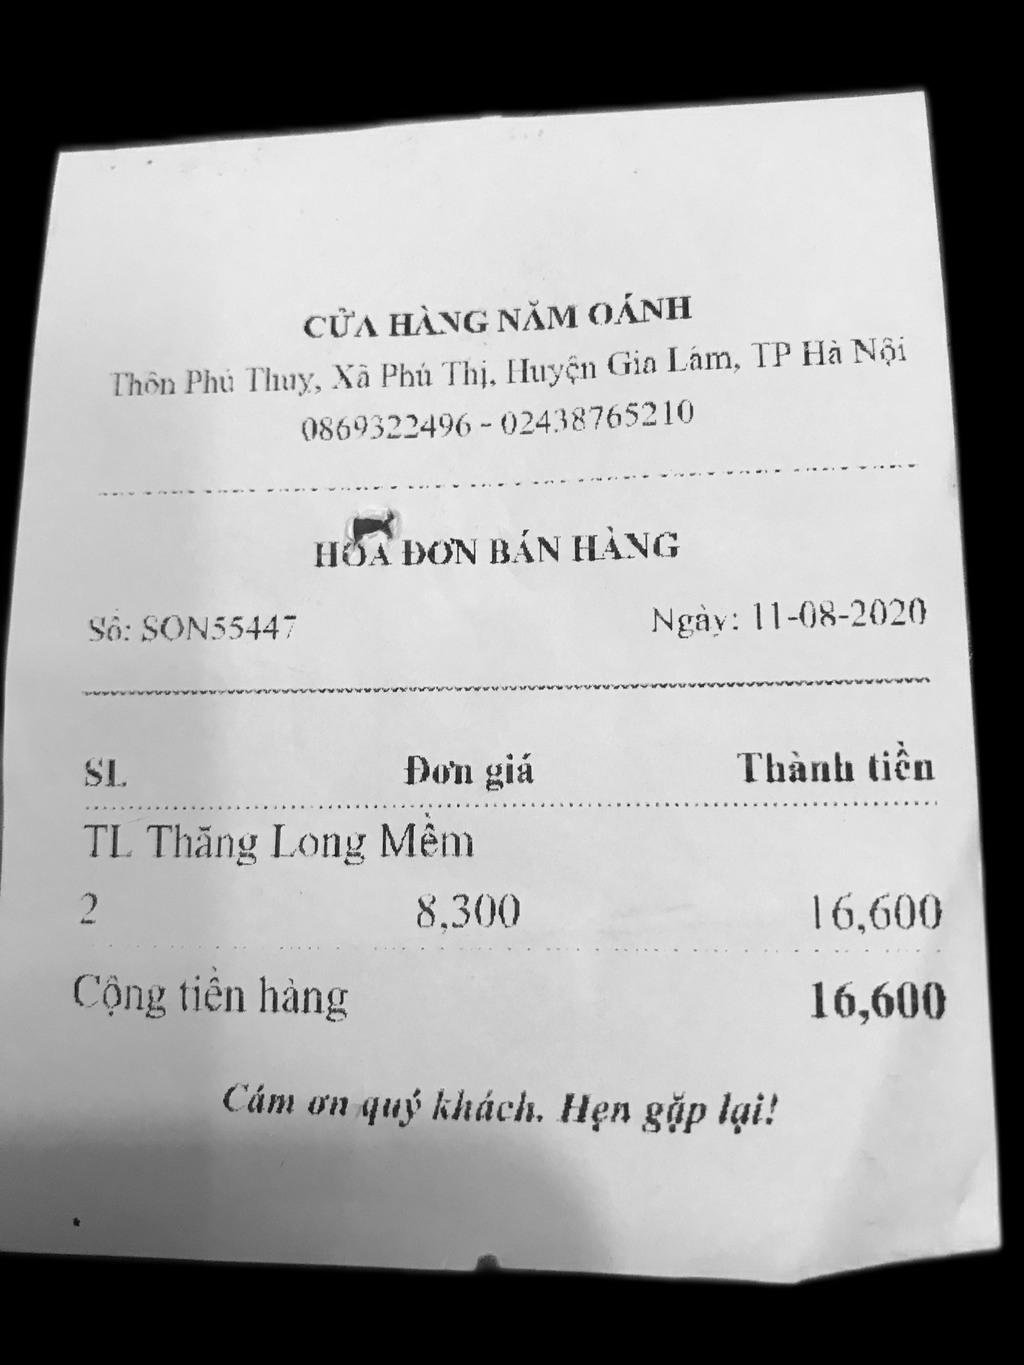 CỬA HÀNG NĂM OÁNH
Thôn Phú Thuỵ, Xã Phú Thị, Huyện Gia Lâm, TP Hà Nội
0869322496 - 02438765210
HÓA ĐƠN BÁN HÀNG
Số: SON55447 Ngày: 11-08-2020
SL Đơn giá Thành tiền
TL Thăng Long Mềm
2 8,300 16,600
Cộng tiền hàng 16,600
Cám ơn quý khách. Hẹn gặp lại!